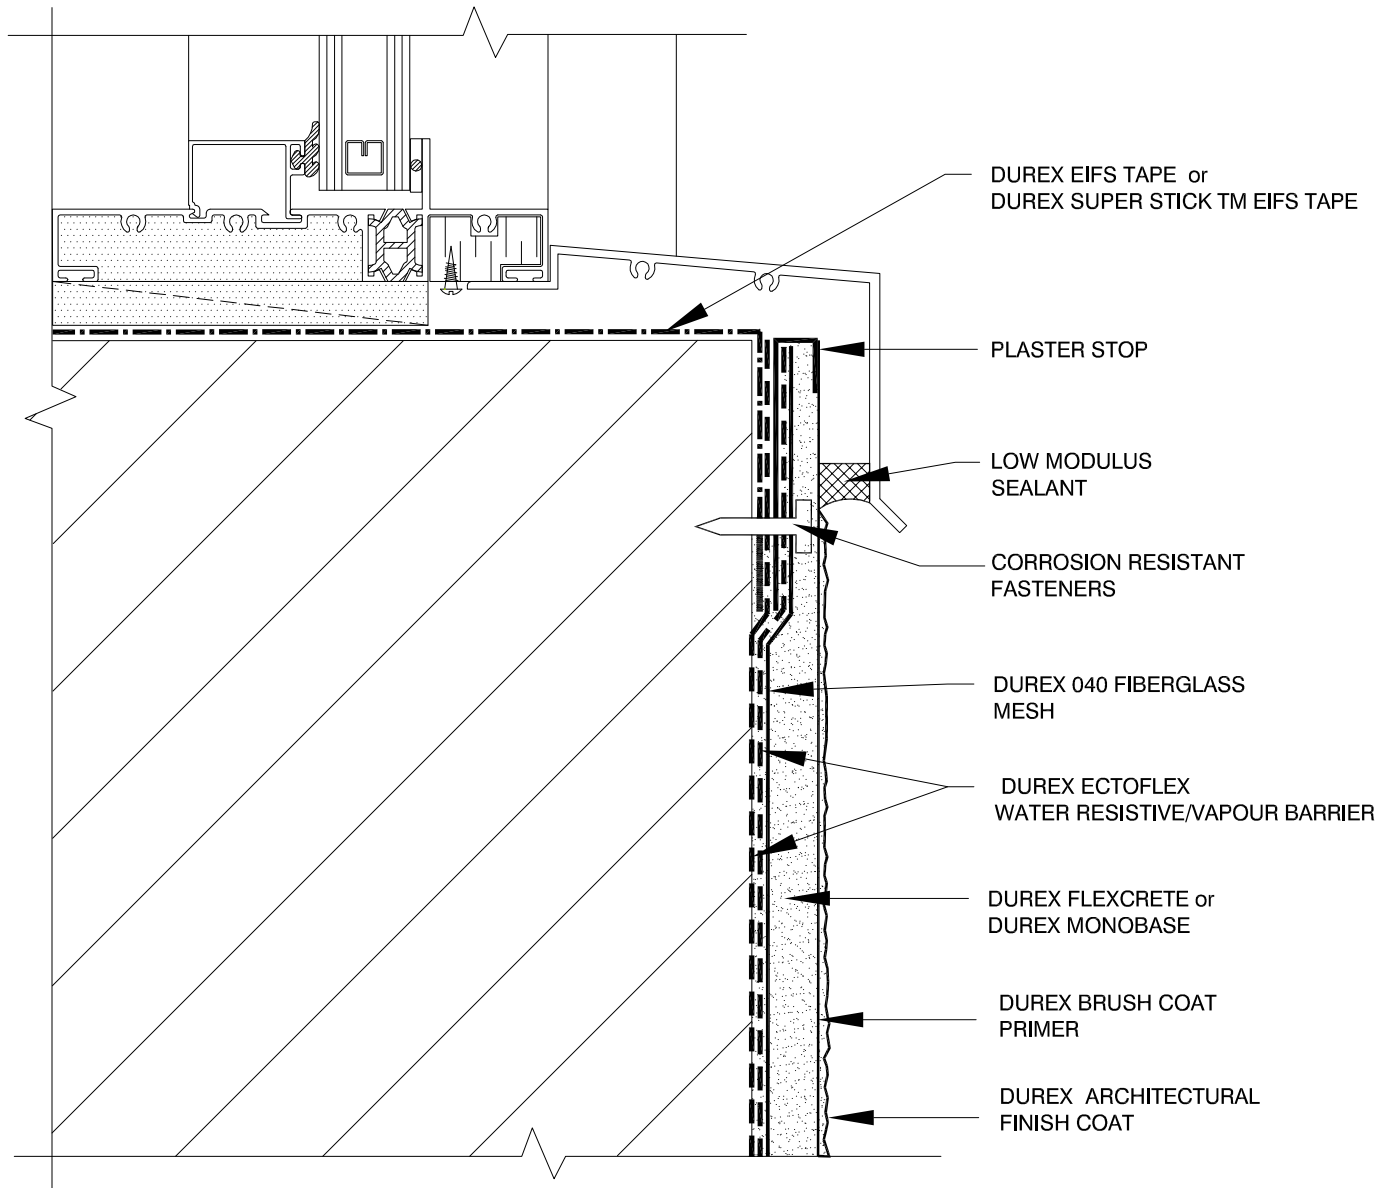 DUREX EIFS TAPE or
DUREX SUPER STICK TM EIFS TAPE
PLASTER STOP
LOW MODULUS
SEALANT
CORROSION RESISTANT
FASTENERS
DUREX 040 FIBERGLASS
MESH
DUREX ECTOFLEX
WATER RESISTIVE/VAPOUR BARRIER
DUREX FLEXCRETE or
DUREX MONOBASE
DUREX BRUSH COAT
PRIMER
DUREX ARCHITECTURAL
FINISH COAT